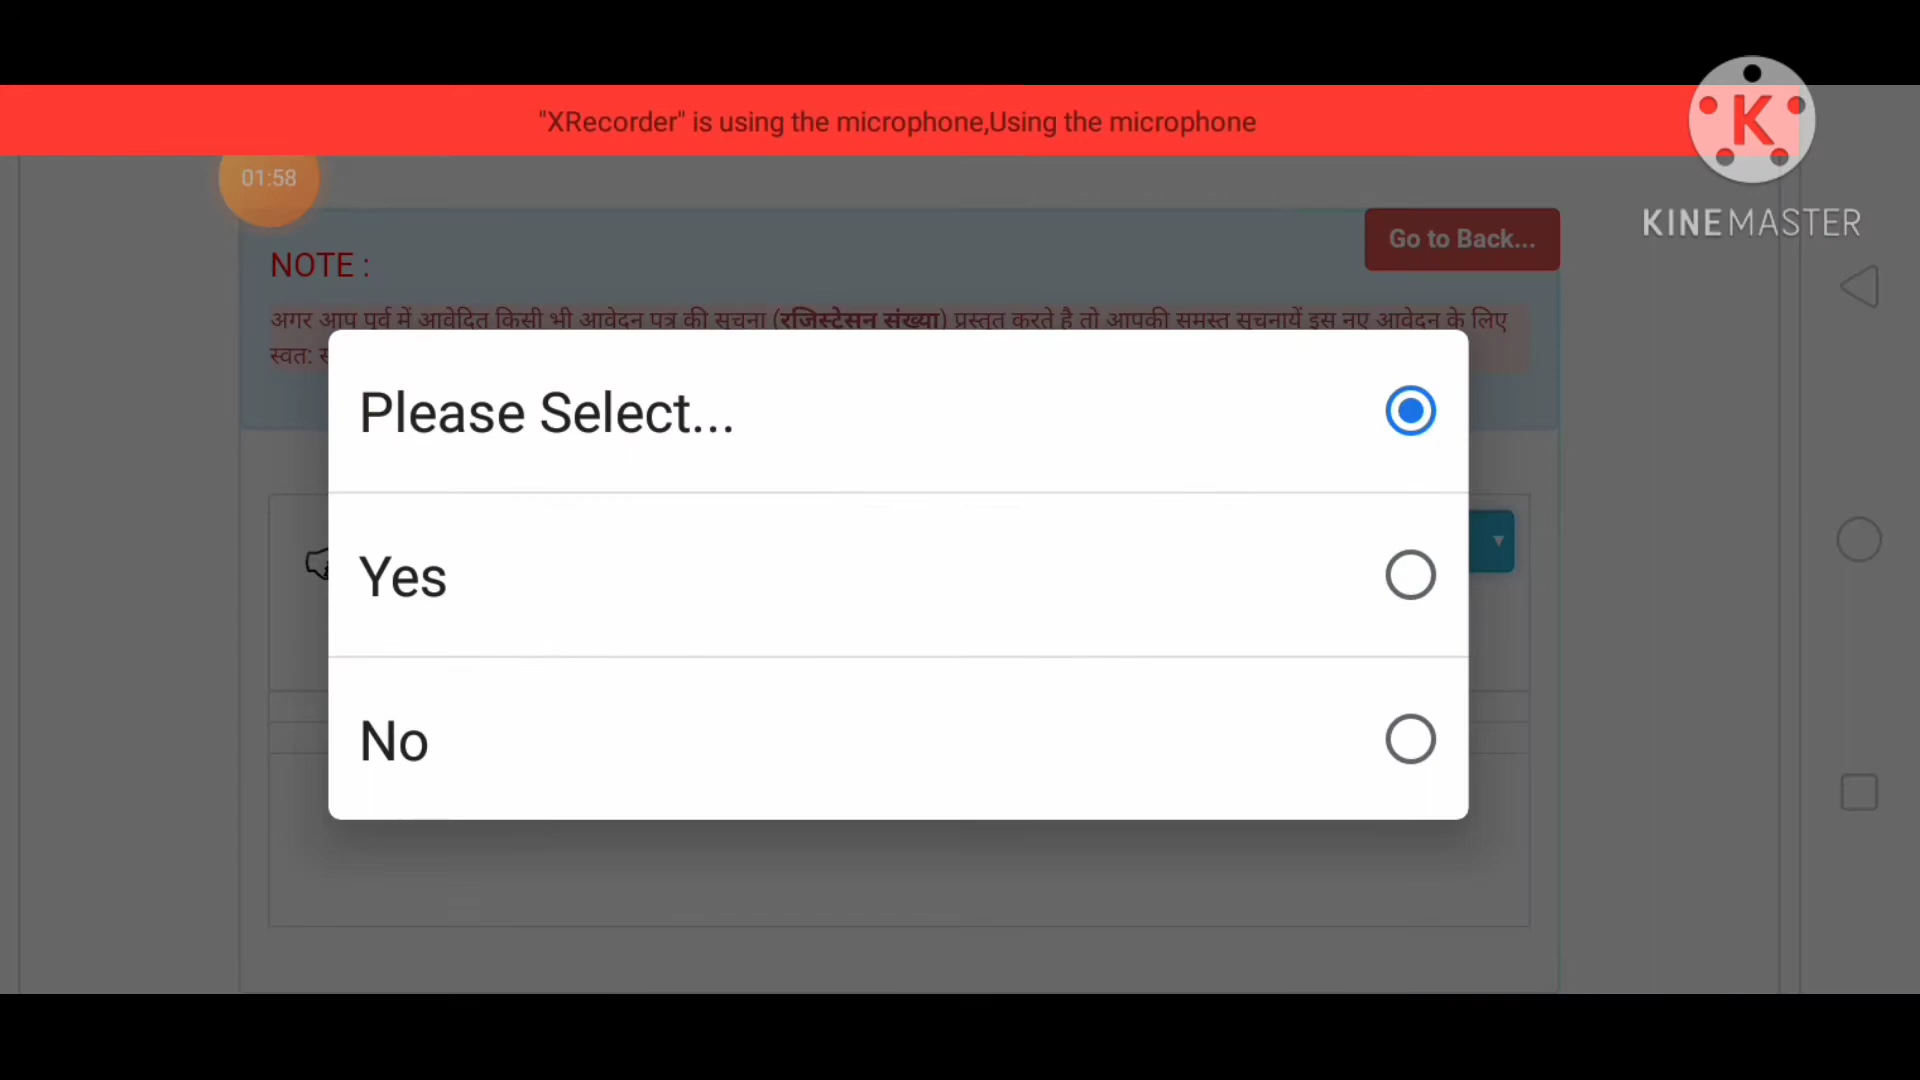 "XRecorder" is using the microphone,Using the microphone
K
KINEMASTER
01:58
Go to Back...
NOTE :
अगर आप पूर्व में आवेदित किसी भी आवेदन पत्र की सूचना (रजिस्टेसन संख्या) प्रस्तुत करते है तो आपकी समस्त सूचनायें इस नए आवेदन के लिए
स्वत:
Please Select...
Yes
No